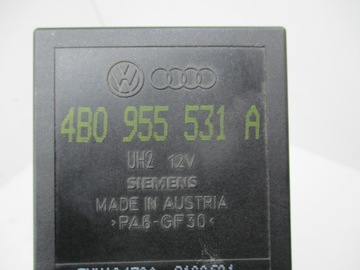 4B0 955 531 A
UH2 12V
SIEMENS
MADE IN AUSTRIA
>PA6-GF30<